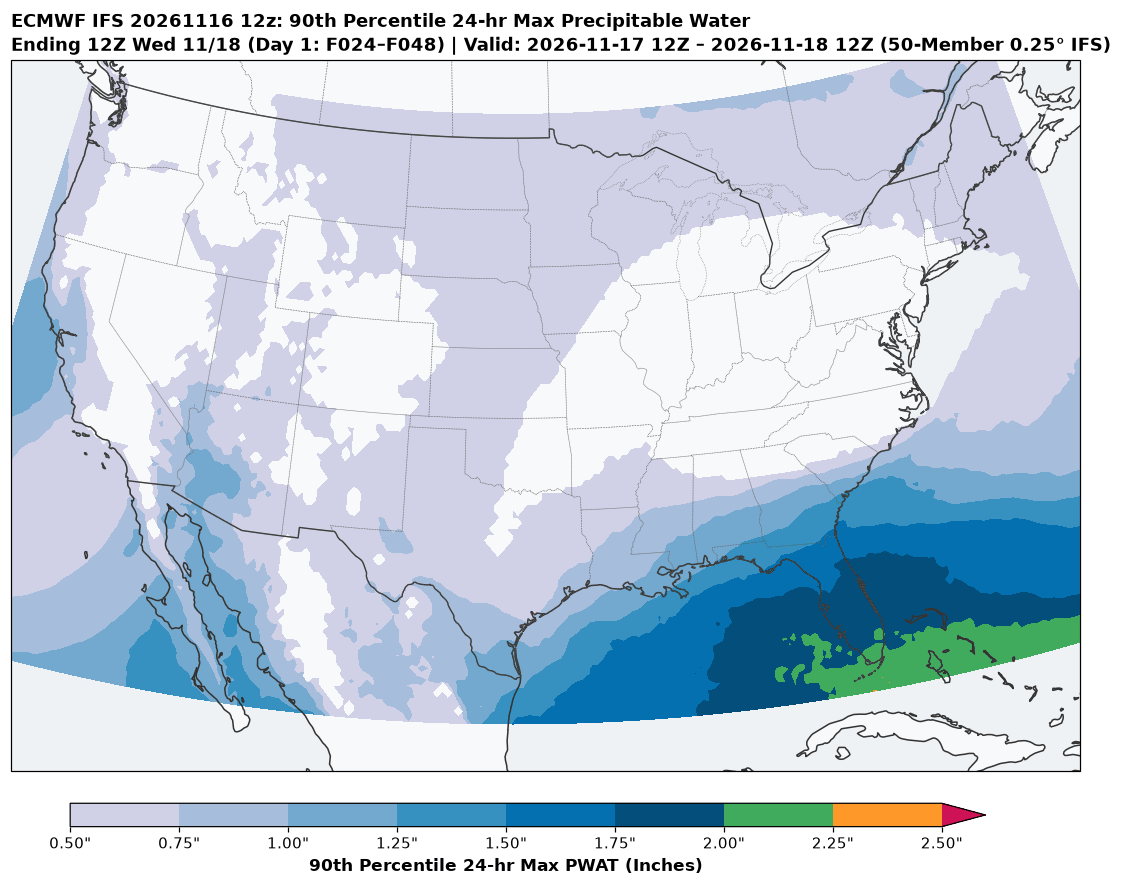 ECMWF IFS 20261116 12z: 90th Percentile 24-hr Max Precipitable Water
Ending 12Z Wed 11/18 (Day 1: F024–F048) | Valid: 2026-11-17 12Z – 2026-11-18 12Z (50-Member 0.25° IFS)
0.50" 0.75" 1.00" 1.25" 1.50" 1.75" 2.00" 2.25" 2.50"
90th Percentile 24-hr Max PWAT (Inches)